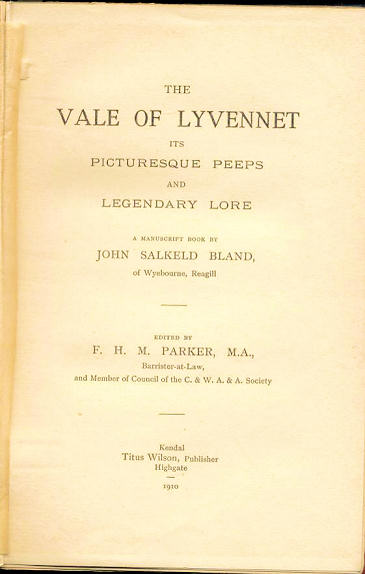 THE
VALE OF LYVENNET
ITS
PICTURESQUE PEEPS
AND
LEGENDARY LORE
A MANUSCRIPT BOOK BY
JOHN SALKELD BLAND,
of Wyebourne, Reagill
EDITED BY
F. H. M. PARKER, M.A.,
Barrister-at-Law,
and Member of Council of the C. & W. A. & A. Society
Kendal
Titus Wilson, Publisher
Highgate
1910